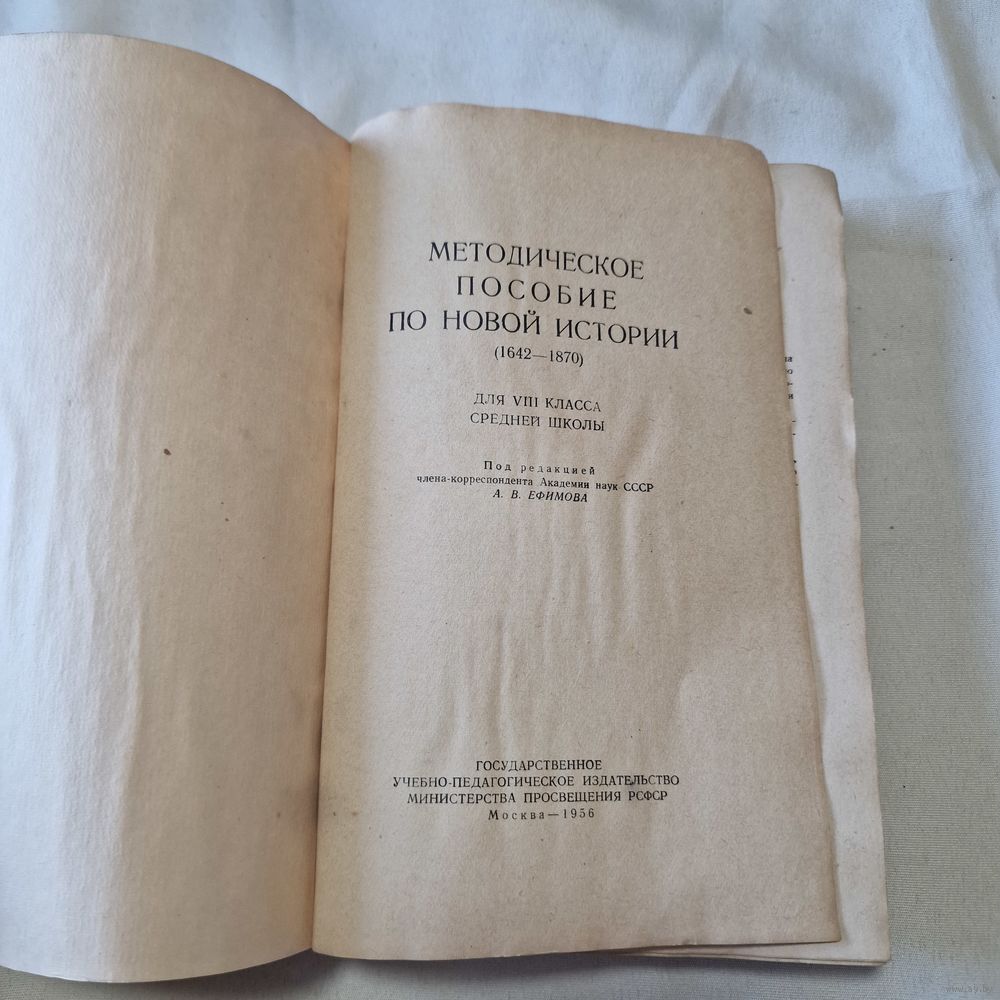 МЕТОДИЧЕСКОЕ
ПОСОБИЕ
ПО НОВОЙ ИСТОРИИ
(1642—1870)
ДЛЯ VIII КЛАССА
СРЕДНЕЙ ШКОЛЫ
Под редакцией
члена-корреспондента Академии наук СССР
А. В. ЕФИМОВА
ГОСУДАРСТВЕННОЕ
УЧЕБНО-ПЕДАГОГИЧЕСКОЕ ИЗДАТЕЛЬСТВО
МИНИСТЕРСТВА ПРОСВЕЩЕНИЯ РСФСР
Москва—1956